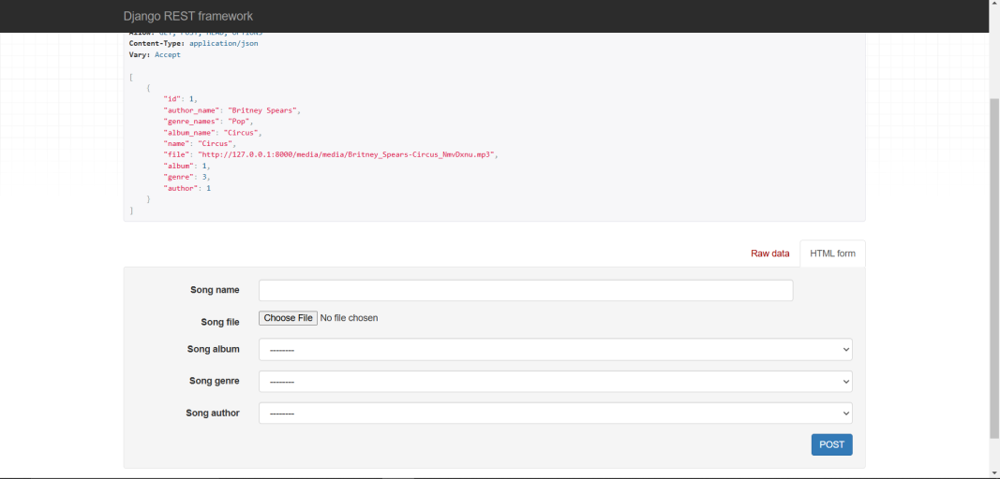 Django REST framework
Allow: GET, POST, HEAD, OPTIONS
Content-Type: application/json
Vary: Accept
[
{
"id": 1,
"author_name": "Britney Spears",
"genre_names": "Pop",
"album_name": "Circus",
"name": "Circus",
"file": "http://127.0.0.1:8000/media/media/Britney_Spears-Circus_NmvDxnu.mp3",
"album": 1,
"genre": 3,
"author": 1
}
]
Raw data HTML form
Song name
Song file Choose File No file chosen
Song album --------
Song genre --------
Song author --------
POST